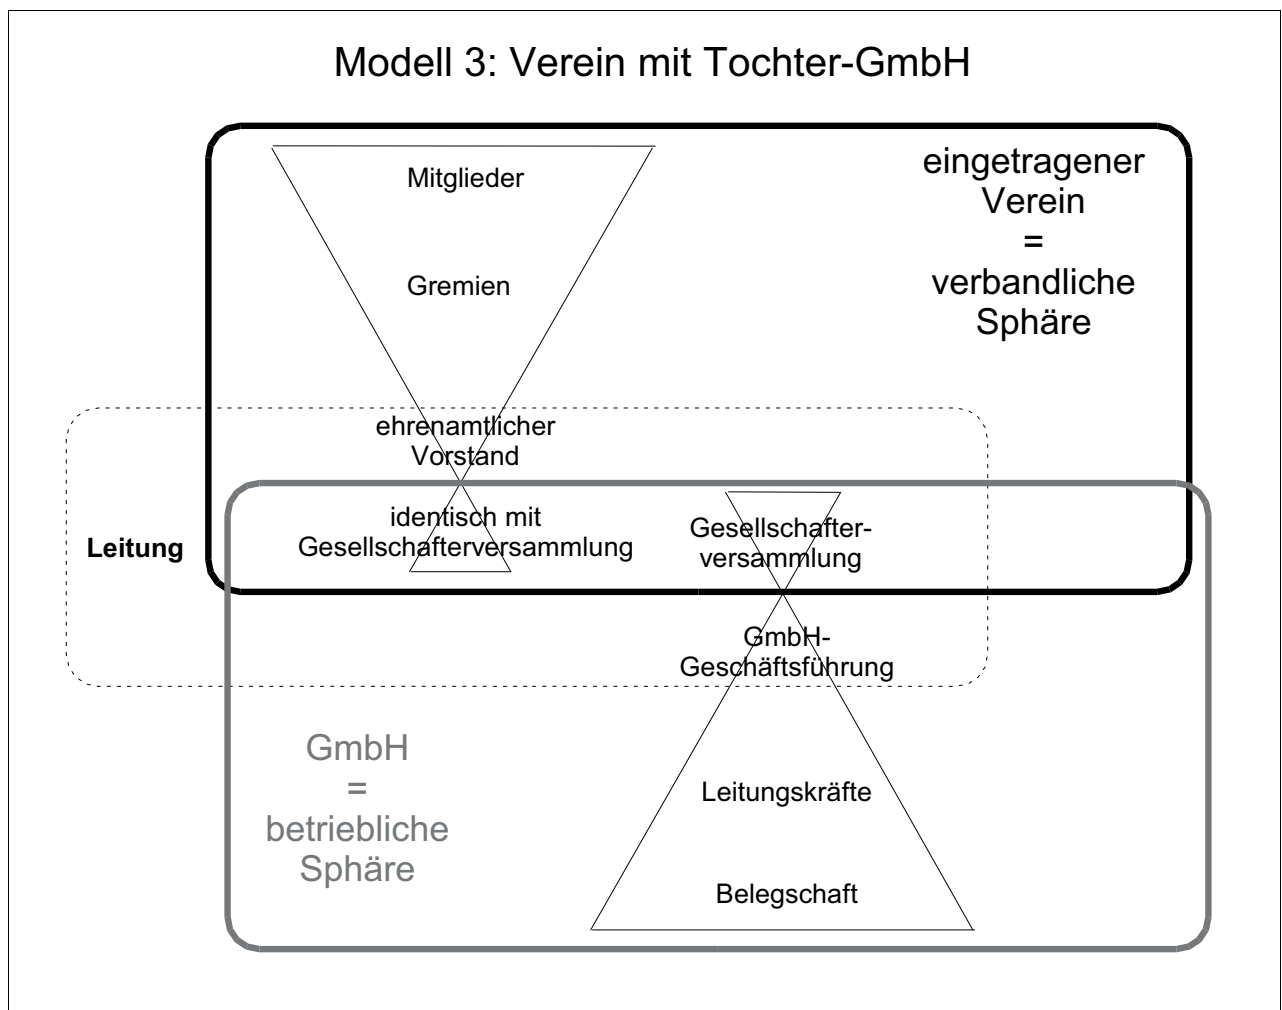 Modell 3: Verein mit Tochter-GmbH
Mitglieder
Gremien
eingetragener
Verein
=
verbandliche
Sphäre
ehrenamtlicher
Vorstand
identisch mit
Gesellschafterversammlung
Gesellschafter-
versammlung
Leitung
GmbH-
Geschäftsführung
GmbH
=
betriebliche
Sphäre
Leitungskräfte
Belegschaft